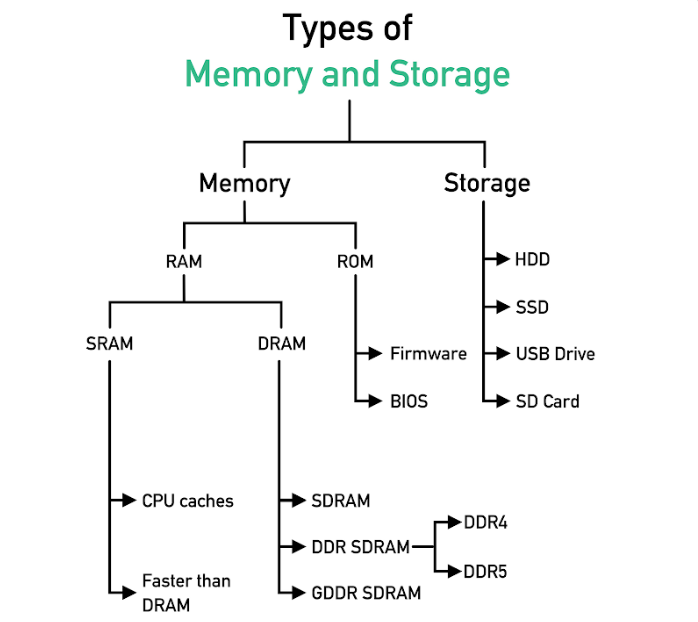 Types of
Memory and Storage
Memory
Storage
RAM
ROM
HDD
SSD
SRAM
DRAM
Firmware
USB Drive
BIOS
SD Card
CPU caches
SDRAM
DDR4
DDR SDRAM
DDR5
Faster than
DRAM
GDDR SDRAM